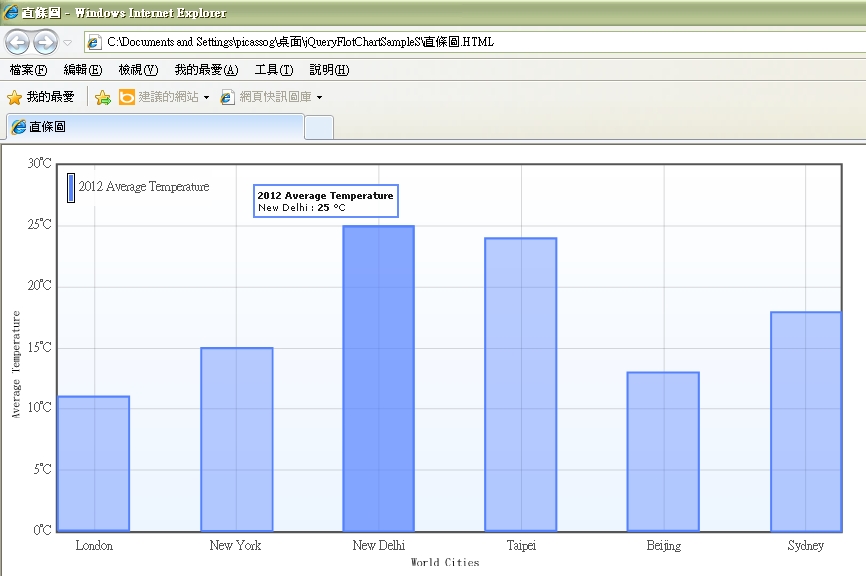 直條圖 - Windows Internet Explorer
C:\Documents and Settings\picassog\桌面\jQueryFlotChartSampleS\直條圖.HTML
檔案(F) 編輯(E) 檢視(V) 我的最愛(A) 工具(T) 說明(H)
我的最愛 建議的網站 網頁快訊圖庫
直條圖
30°C
2012 Average Temperature
2012 Average Temperature
New Delhi : 25 °C
25°C
20°C
15°C
10°C
5°C
0°C
Average Temperature
London New York New Delhi Taipei Beijing Sydney
World Cities